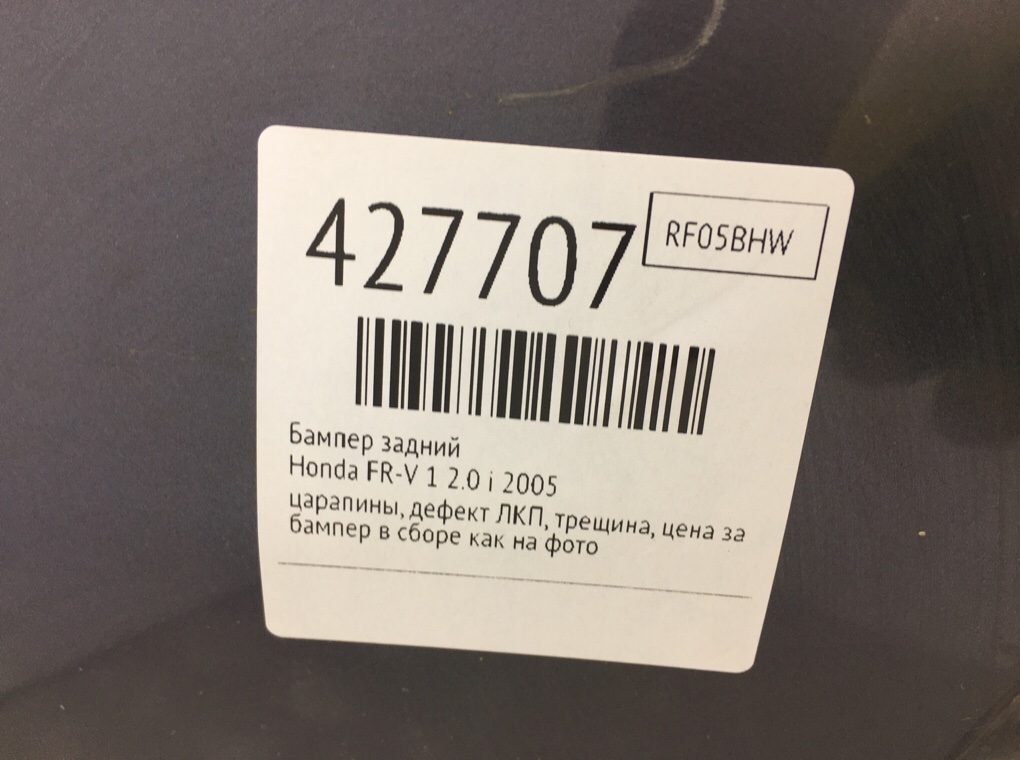 427707
RF05BHW
Бампер задний
Honda FR-V 1 2.0 i 2005
царапины, дефект ЛКП, трещина, цена за
бампер в сборе как на фото